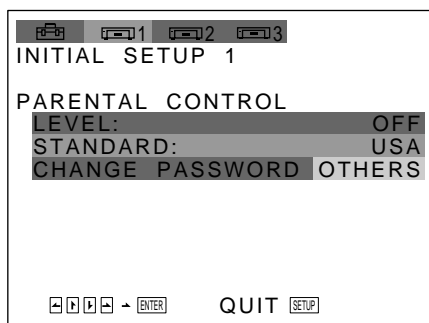 1 2 3
INITIAL SETUP 1
PARENTAL CONTROL
LEVEL: OFF
STANDARD: USA
CHANGE PASSWORD OTHERS
ENTER QUIT SETUP